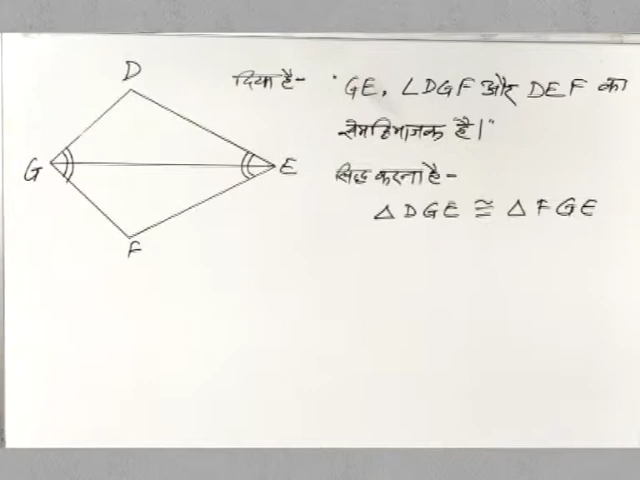 D
दिया है- "GE, ∠DGF और DEF का
समद्विभाजक है।"
G E
सिद्ध करना है-
△DGE ≅ △FGE
F